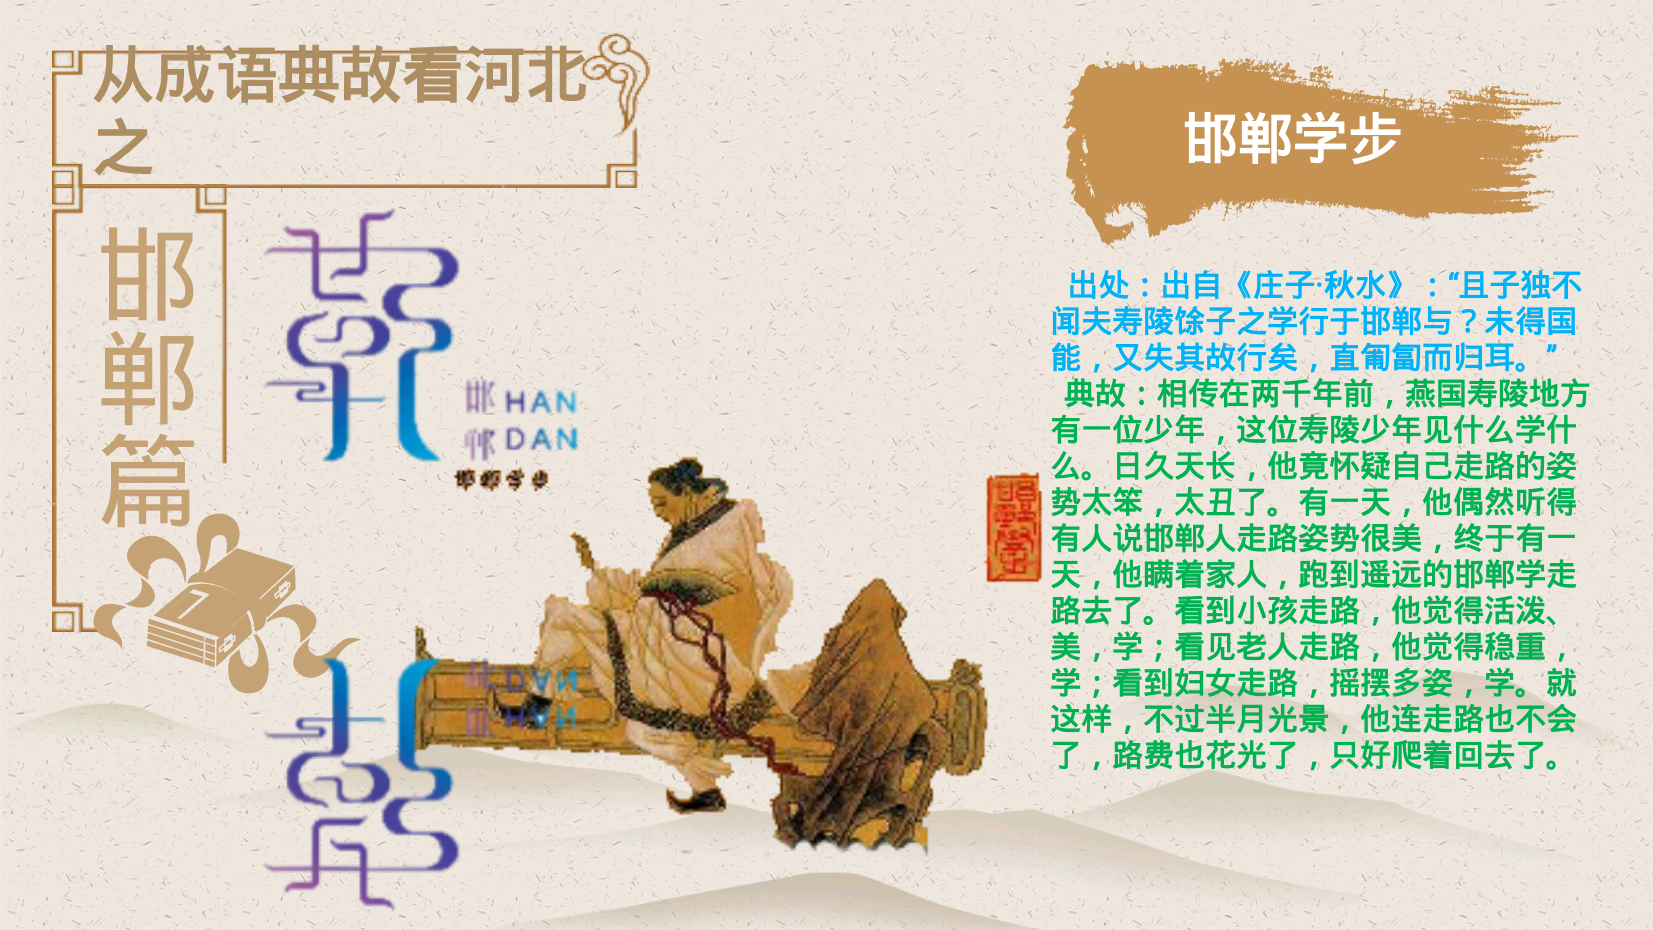 从成语典故看河北
之
邯
郸
篇
邯 HAN
郸 DAN
邯郸学步
邯郸学步
出处：出自《庄子·秋水》：“且子独不
闻夫寿陵馀子之学行于邯郸与？未得国
能，又失其故行矣，直匍匐而归耳。”
典故：相传在两千年前，燕国寿陵地方
有一位少年，这位寿陵少年见什么学什
么。日久天长，他竟怀疑自己走路的姿
势太笨，太丑了。有一天，他偶然听得
有人说邯郸人走路姿势很美，终于有一
天，他瞒着家人，跑到遥远的邯郸学走
路去了。看到小孩走路，他觉得活泼、
美，学；看见老人走路，他觉得稳重，
学；看到妇女走路，摇摆多姿，学。就
这样，不过半月光景，他连走路也不会
了，路费也花光了，只好爬着回去了。